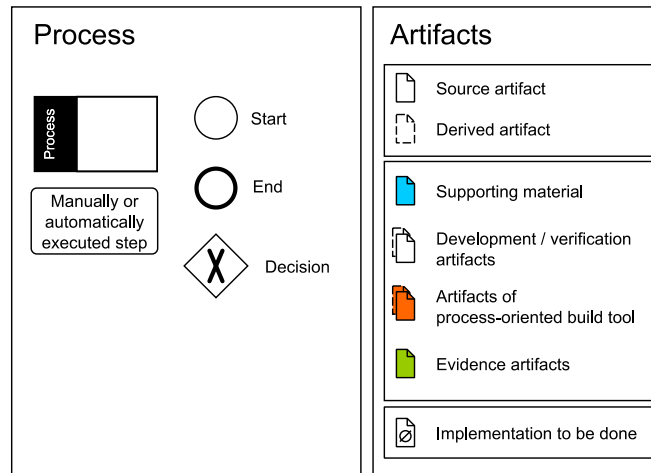 Process
Process
Start
End
Manually or
automatically
executed step
Decision
Artifacts
Source artifact
Derived artifact
Supporting material
Development / verification
artifacts
Artifacts of
process-oriented build tool
Evidence artifacts
Implementation to be done